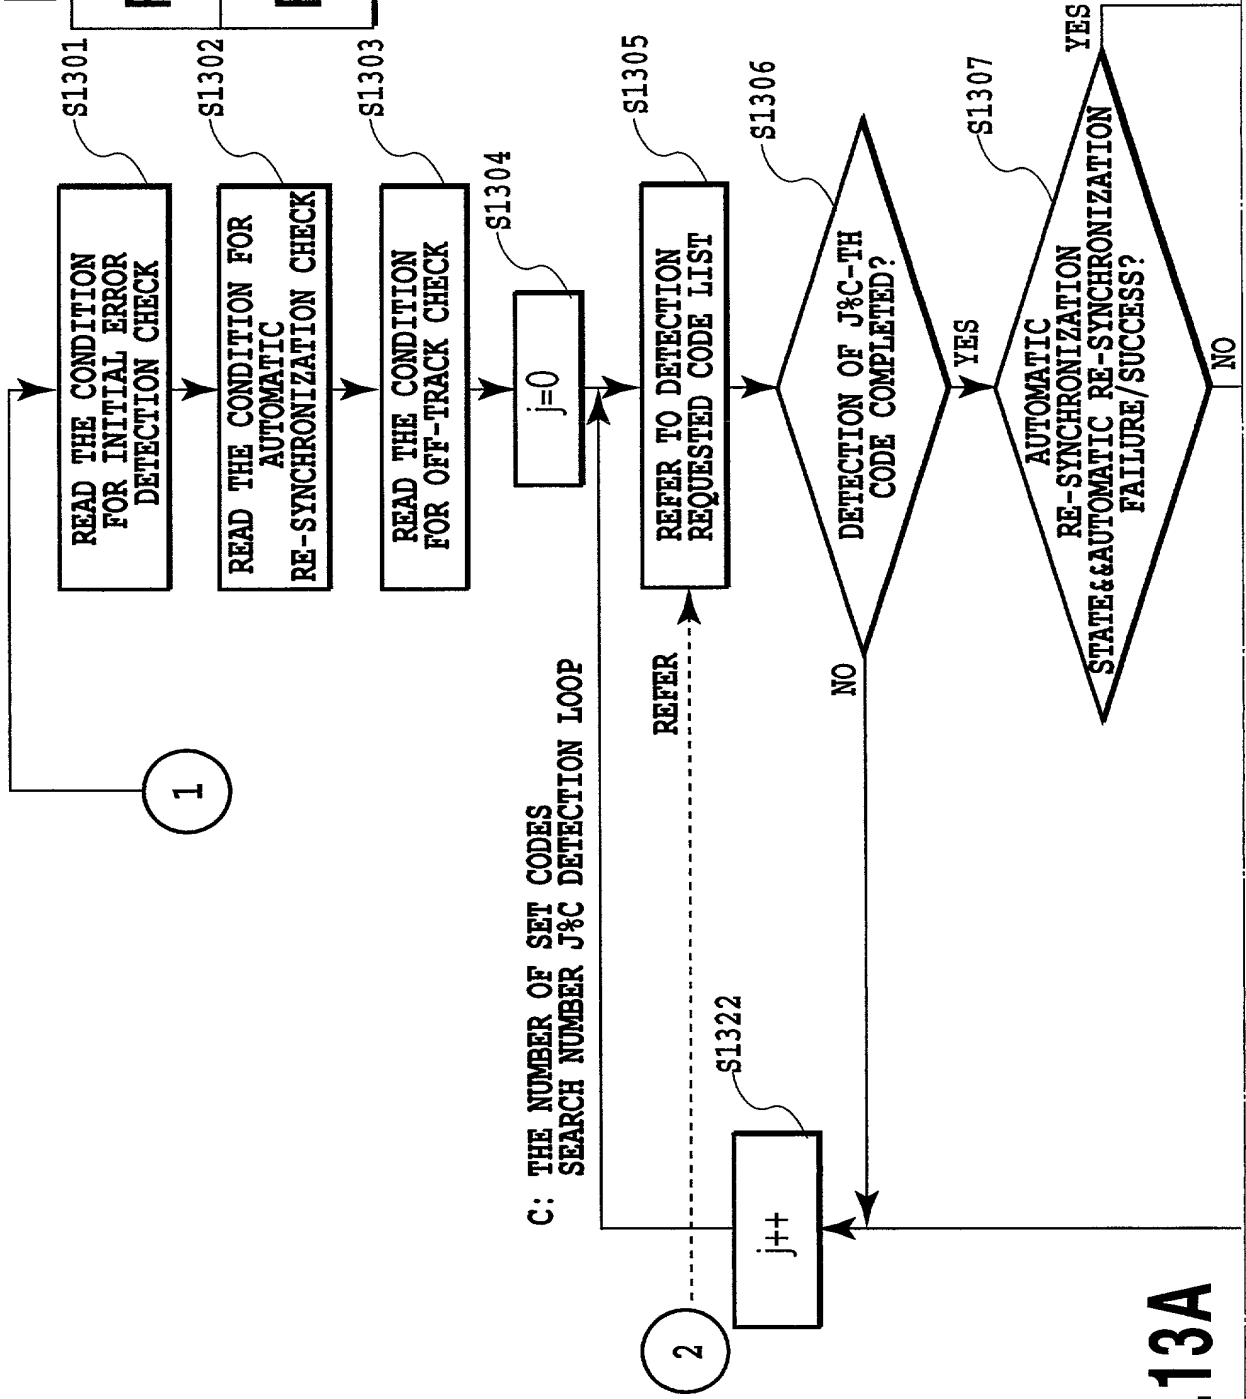 1
READ THE CONDITION
FOR INITIAL ERROR
DETECTION CHECK
S1301
READ THE CONDITION FOR
AUTOMATIC
RE-SYNCHRONIZATION CHECK
S1302
READ THE CONDITION
FOR OFF-TRACK CHECK
S1303
j=0
S1304
C: THE NUMBER OF SET CODES
SEARCH NUMBER J%C DETECTION LOOP
2
REFER
REFER TO DETECTION
REQUESTED CODE LIST
S1305
j++
S1322
DETECTION OF J%C-TH
CODE COMPLETED?
S1306
NO
YES
AUTOMATIC
RE-SYNCHRONIZATION
STATE&&AUTOMATIC RE-SYNCHRONIZATION
FAILURE/SUCCESS?
S1307
YES
NO
13A